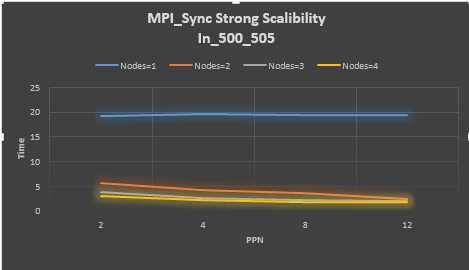 MPI_Sync Strong Scalibility
In_500_505
Nodes=1 Nodes=2 Nodes=3 Nodes=4
25
20
15
10
5
0
Time
2 4 8 12
PPN